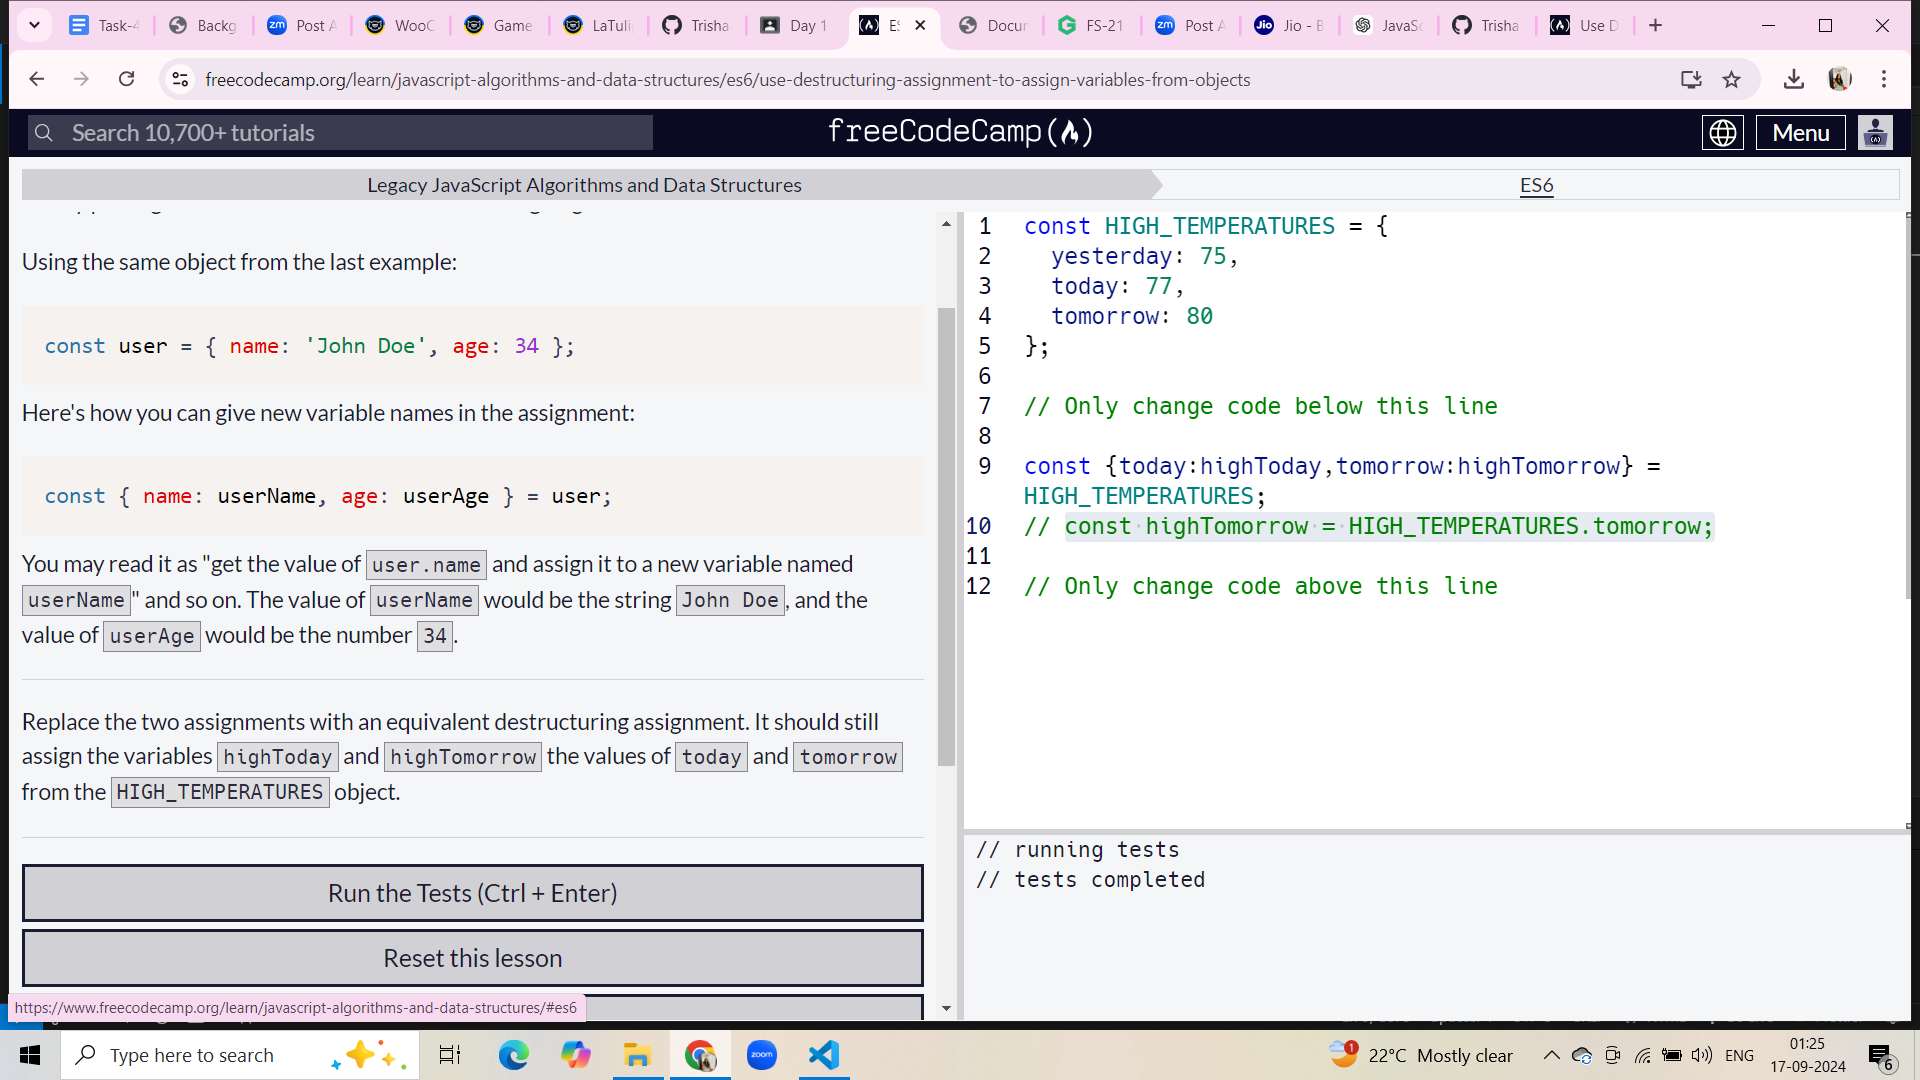 Task-4
Backg
Post A
WooC
Game
LaTuli
Trisha
Day 1
ES
Docum
FS-21
Post A
Jio - B
JavaSc
Trisha
Use D
freecodecamp.org/learn/javascript-algorithms-and-data-structures/es6/use-destructuring-assignment-to-assign-variables-from-objects
Search 10,700+ tutorials
freeCodeCamp
Menu
Legacy JavaScript Algorithms and Data Structures
ES6
Using the same object from the last example:
const user = { name: 'John Doe', age: 34 };
Here's how you can give new variable names in the assignment:
const { name: userName, age: userAge } = user;
You may read it as "get the value of user.name and assign it to a new variable named
userName" and so on. The value of userName would be the string John Doe, and the
value of userAge would be the number 34.
Replace the two assignments with an equivalent destructuring assignment. It should still
assign the variables highToday and highTomorrow the values of today and tomorrow
from the HIGH_TEMPERATURES object.
Run the Tests (Ctrl + Enter)
Reset this lesson
https://www.freecodecamp.org/learn/javascript-algorithms-and-data-structures/#es6
1 const HIGH_TEMPERATURES = {
2 yesterday: 75,
3 today: 77,
4 tomorrow: 80
5 };
6
7 // Only change code below this line
8
9 const {today:highToday,tomorrow:highTomorrow} =
HIGH_TEMPERATURES;
10 // const highTomorrow = HIGH_TEMPERATURES.tomorrow;
11
12 // Only change code above this line
// running tests
// tests completed
Type here to search
zoom
1
22°C Mostly clear
ENG
01:25
17-09-2024
6